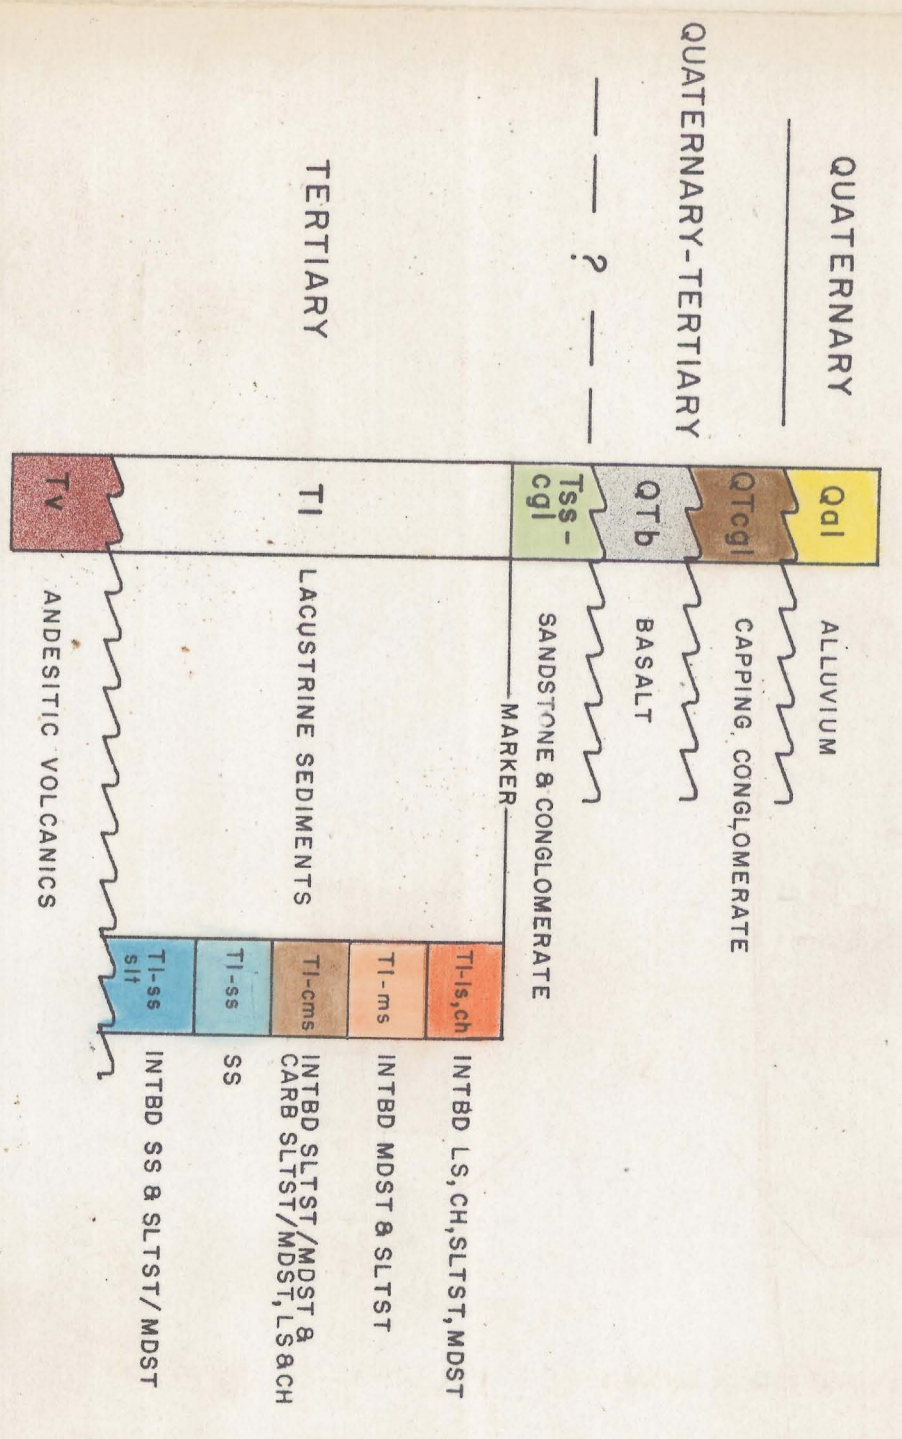 QUATERNARY
QUATERNARY-TERTIARY
— — ? — —
TERTIARY
Qal
ALLUVIUM
QTcgl
CAPPING CONGLOMERATE
QTb
BASALT
Tss-
cgl
SANDSTONE & CONGLOMERATE
MARKER
Tl
LACUSTRINE SEDIMENTS
Tv
ANDESITIC VOLCANICS
Tl-ls,ch
INTBD LS, CH, SLTST, MDST
Tl-ms
INTBD MDST & SLTST
Tl-cms
INTBD SLTST/MDST &
CARB SLTST/MDST, LS & CH
Tl-ss
SS
Tl-ss
slt
INTBD SS & SLTST/MDST